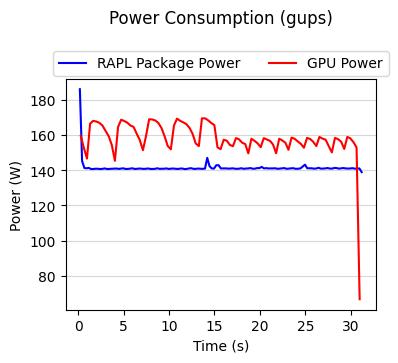 Power Consumption (gups)
RAPL Package Power
GPU Power
Power (W)
180
160
140
120
100
80
0
5
10
15
20
25
30
Time (s)